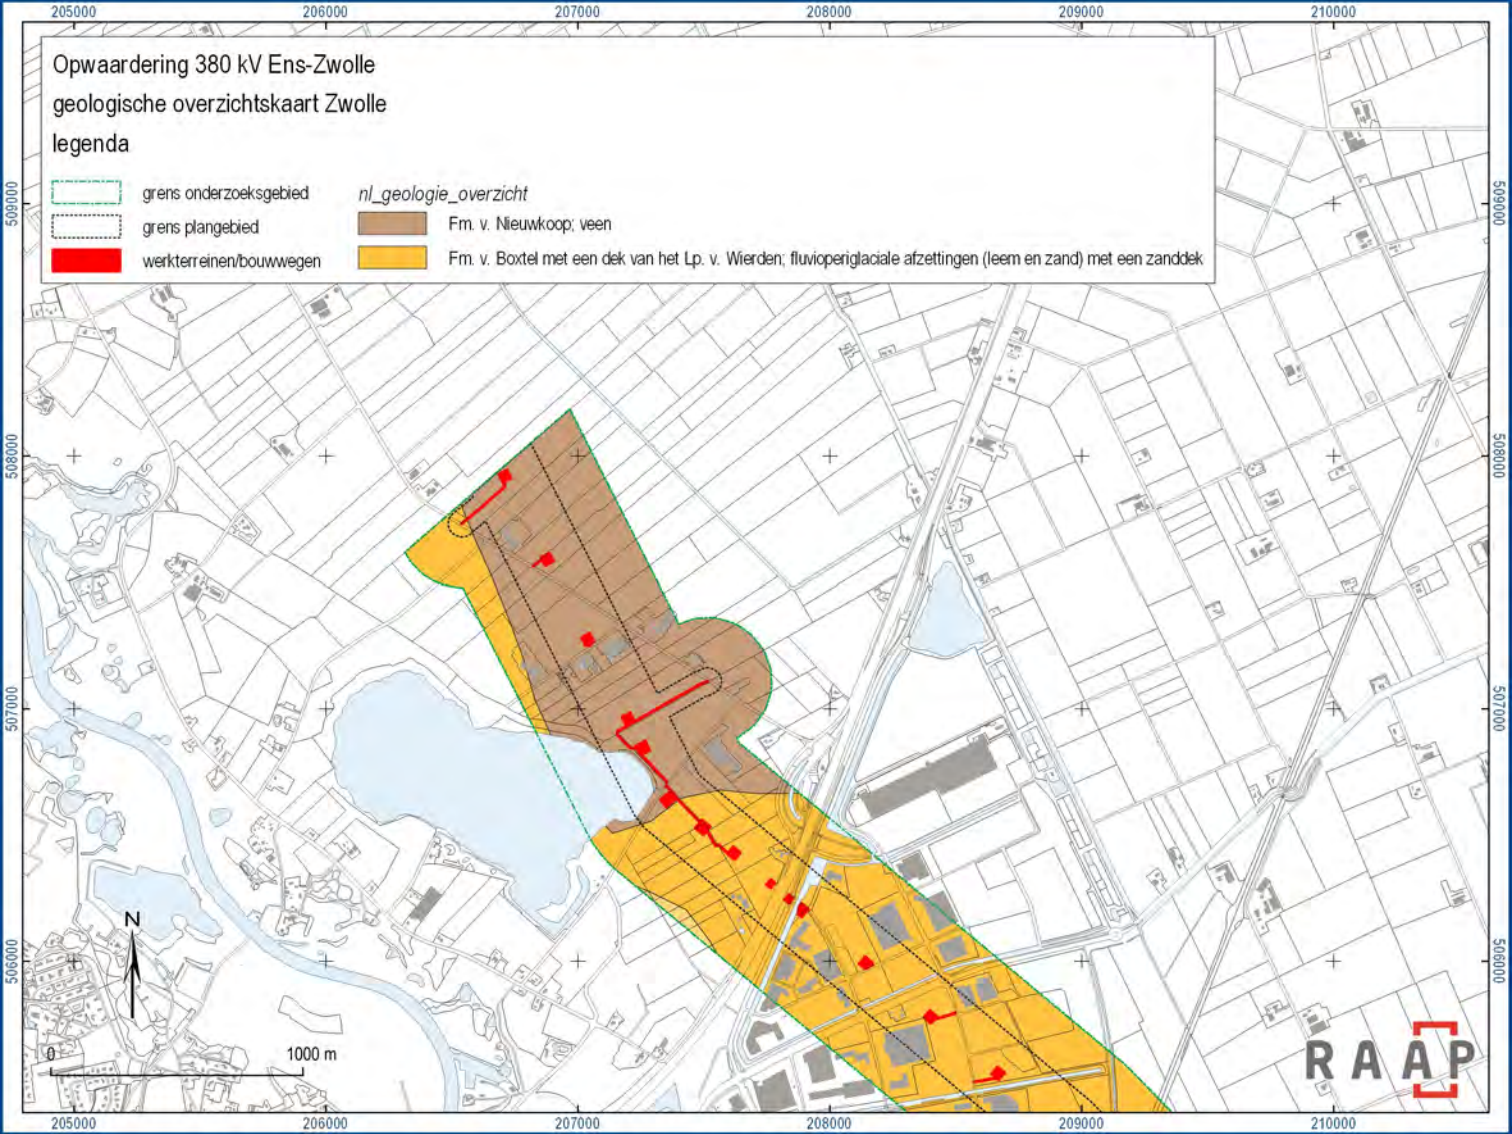 205000 206000 207000 208000 209000 210000
Opwaardering 380 kV Ens-Zwolle
geologische overzichtskaart Zwolle
legenda
grens onderzoeksgebied
grens plangebied
werkterreinen/bouwwegen
nl_geologie_overzicht
Fm. v. Nieuwkoop; veen
Fm. v. Boxtel met een dek van het Lp. v. Wierden; fluvioperiglaciale afzettingen (leem en zand) met een zanddek
509000 509000
508000 508000
507000 507000
506000 506000
N
0 1000 m
RAAP
205000 206000 207000 208000 209000 210000